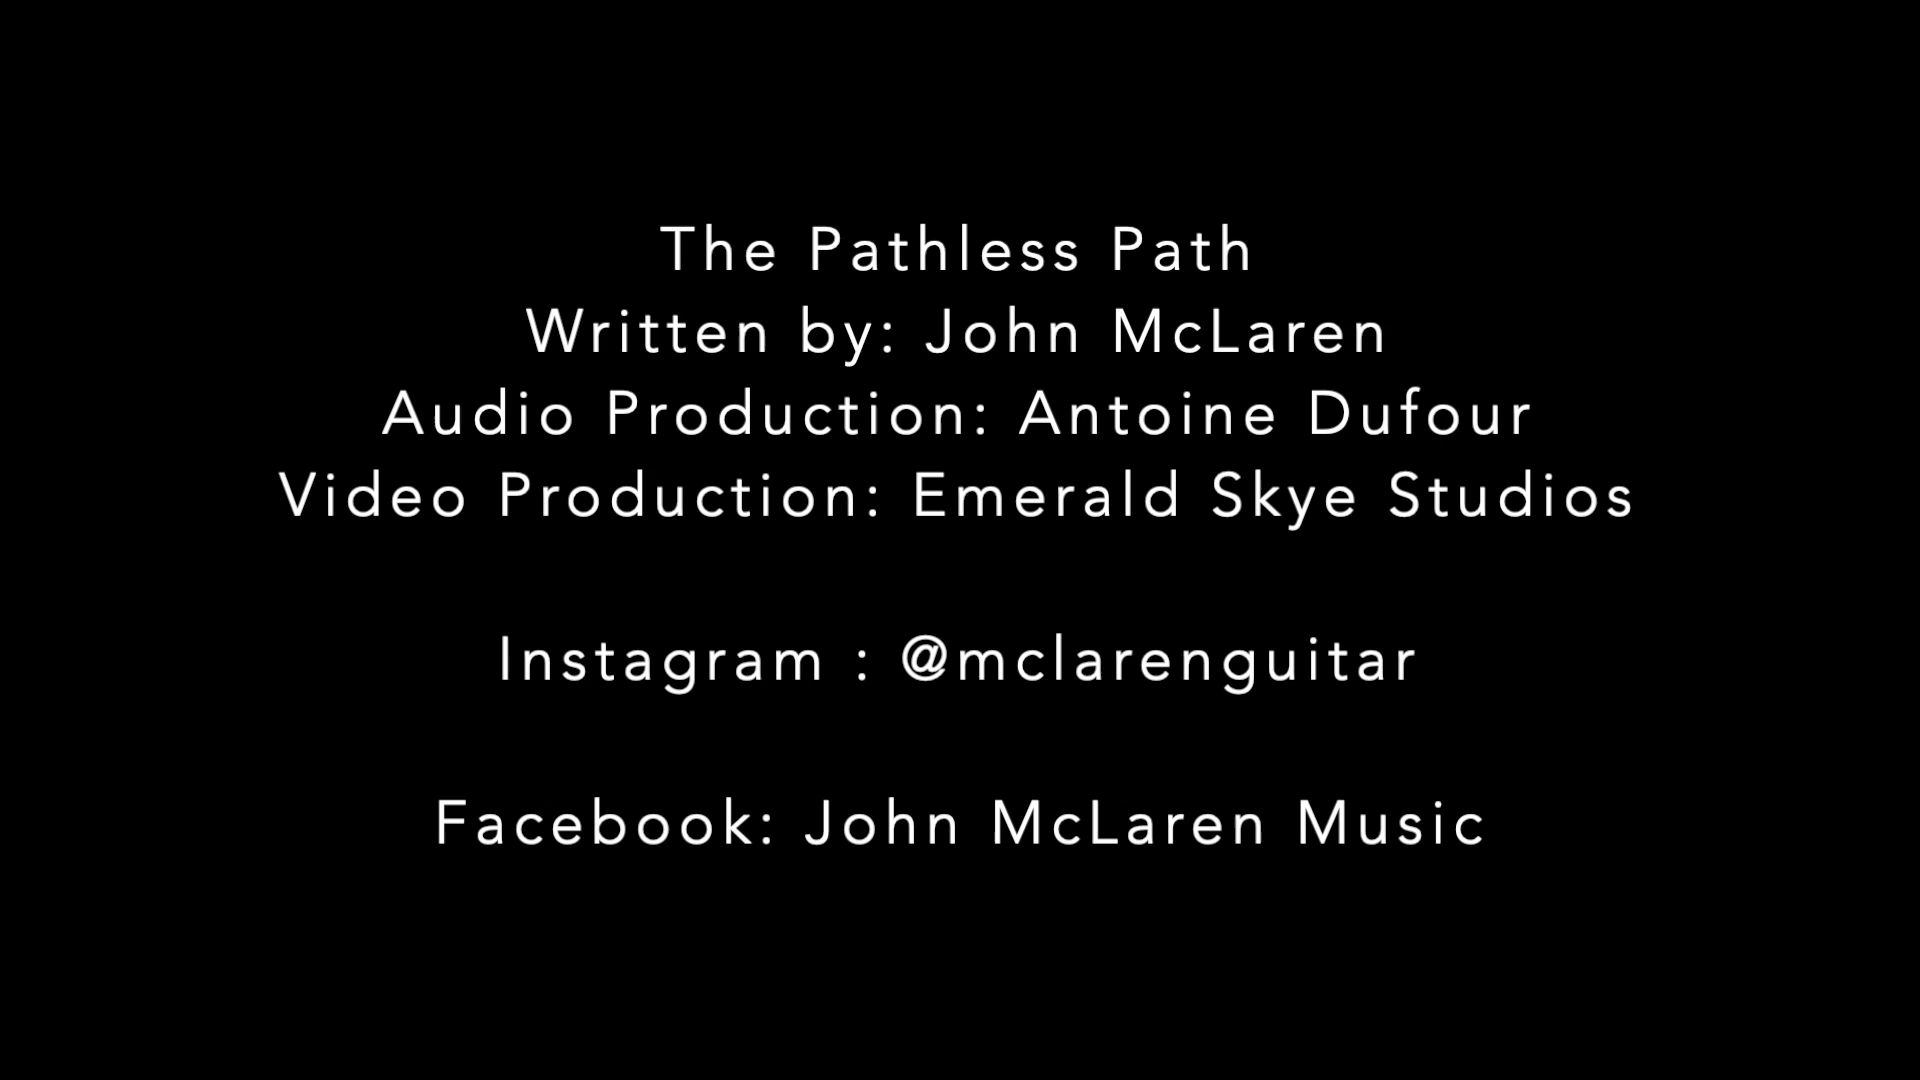 The Pathless Path
Written by: John McLaren
Audio Production: Antoine Dufour
Video Production: Emerald Skye Studios
Instagram : @mclarenguitar
Facebook: John McLaren Music